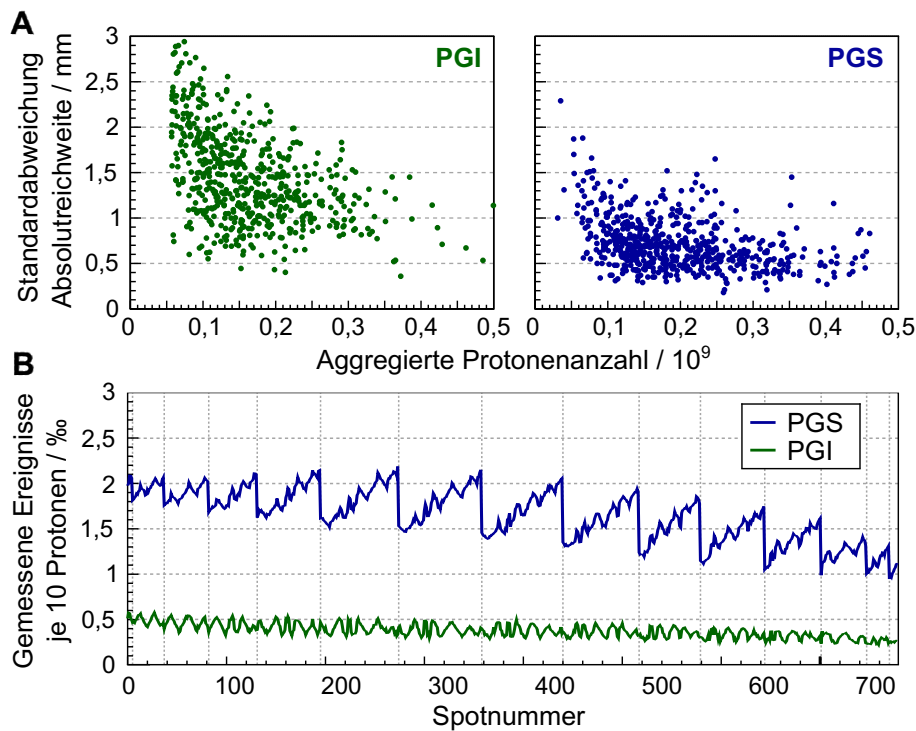 A
Standardabweichung
Absolutreichweite / mm
3
2,5
2
1,5
1
0,5
0
PGI
PGS
0,1 0,2 0,3 0,4 0,5
0 0,1 0,2 0,3 0,4 0,5
Aggregierte Protonenanzahl / 10⁹
B
Gemessene Ereignisse
je 10 Protonen / ‰
3
2,5
2
1,5
1
0,5
0
PGS
PGI
0 100 200 300 400 500 600 700
Spotnummer